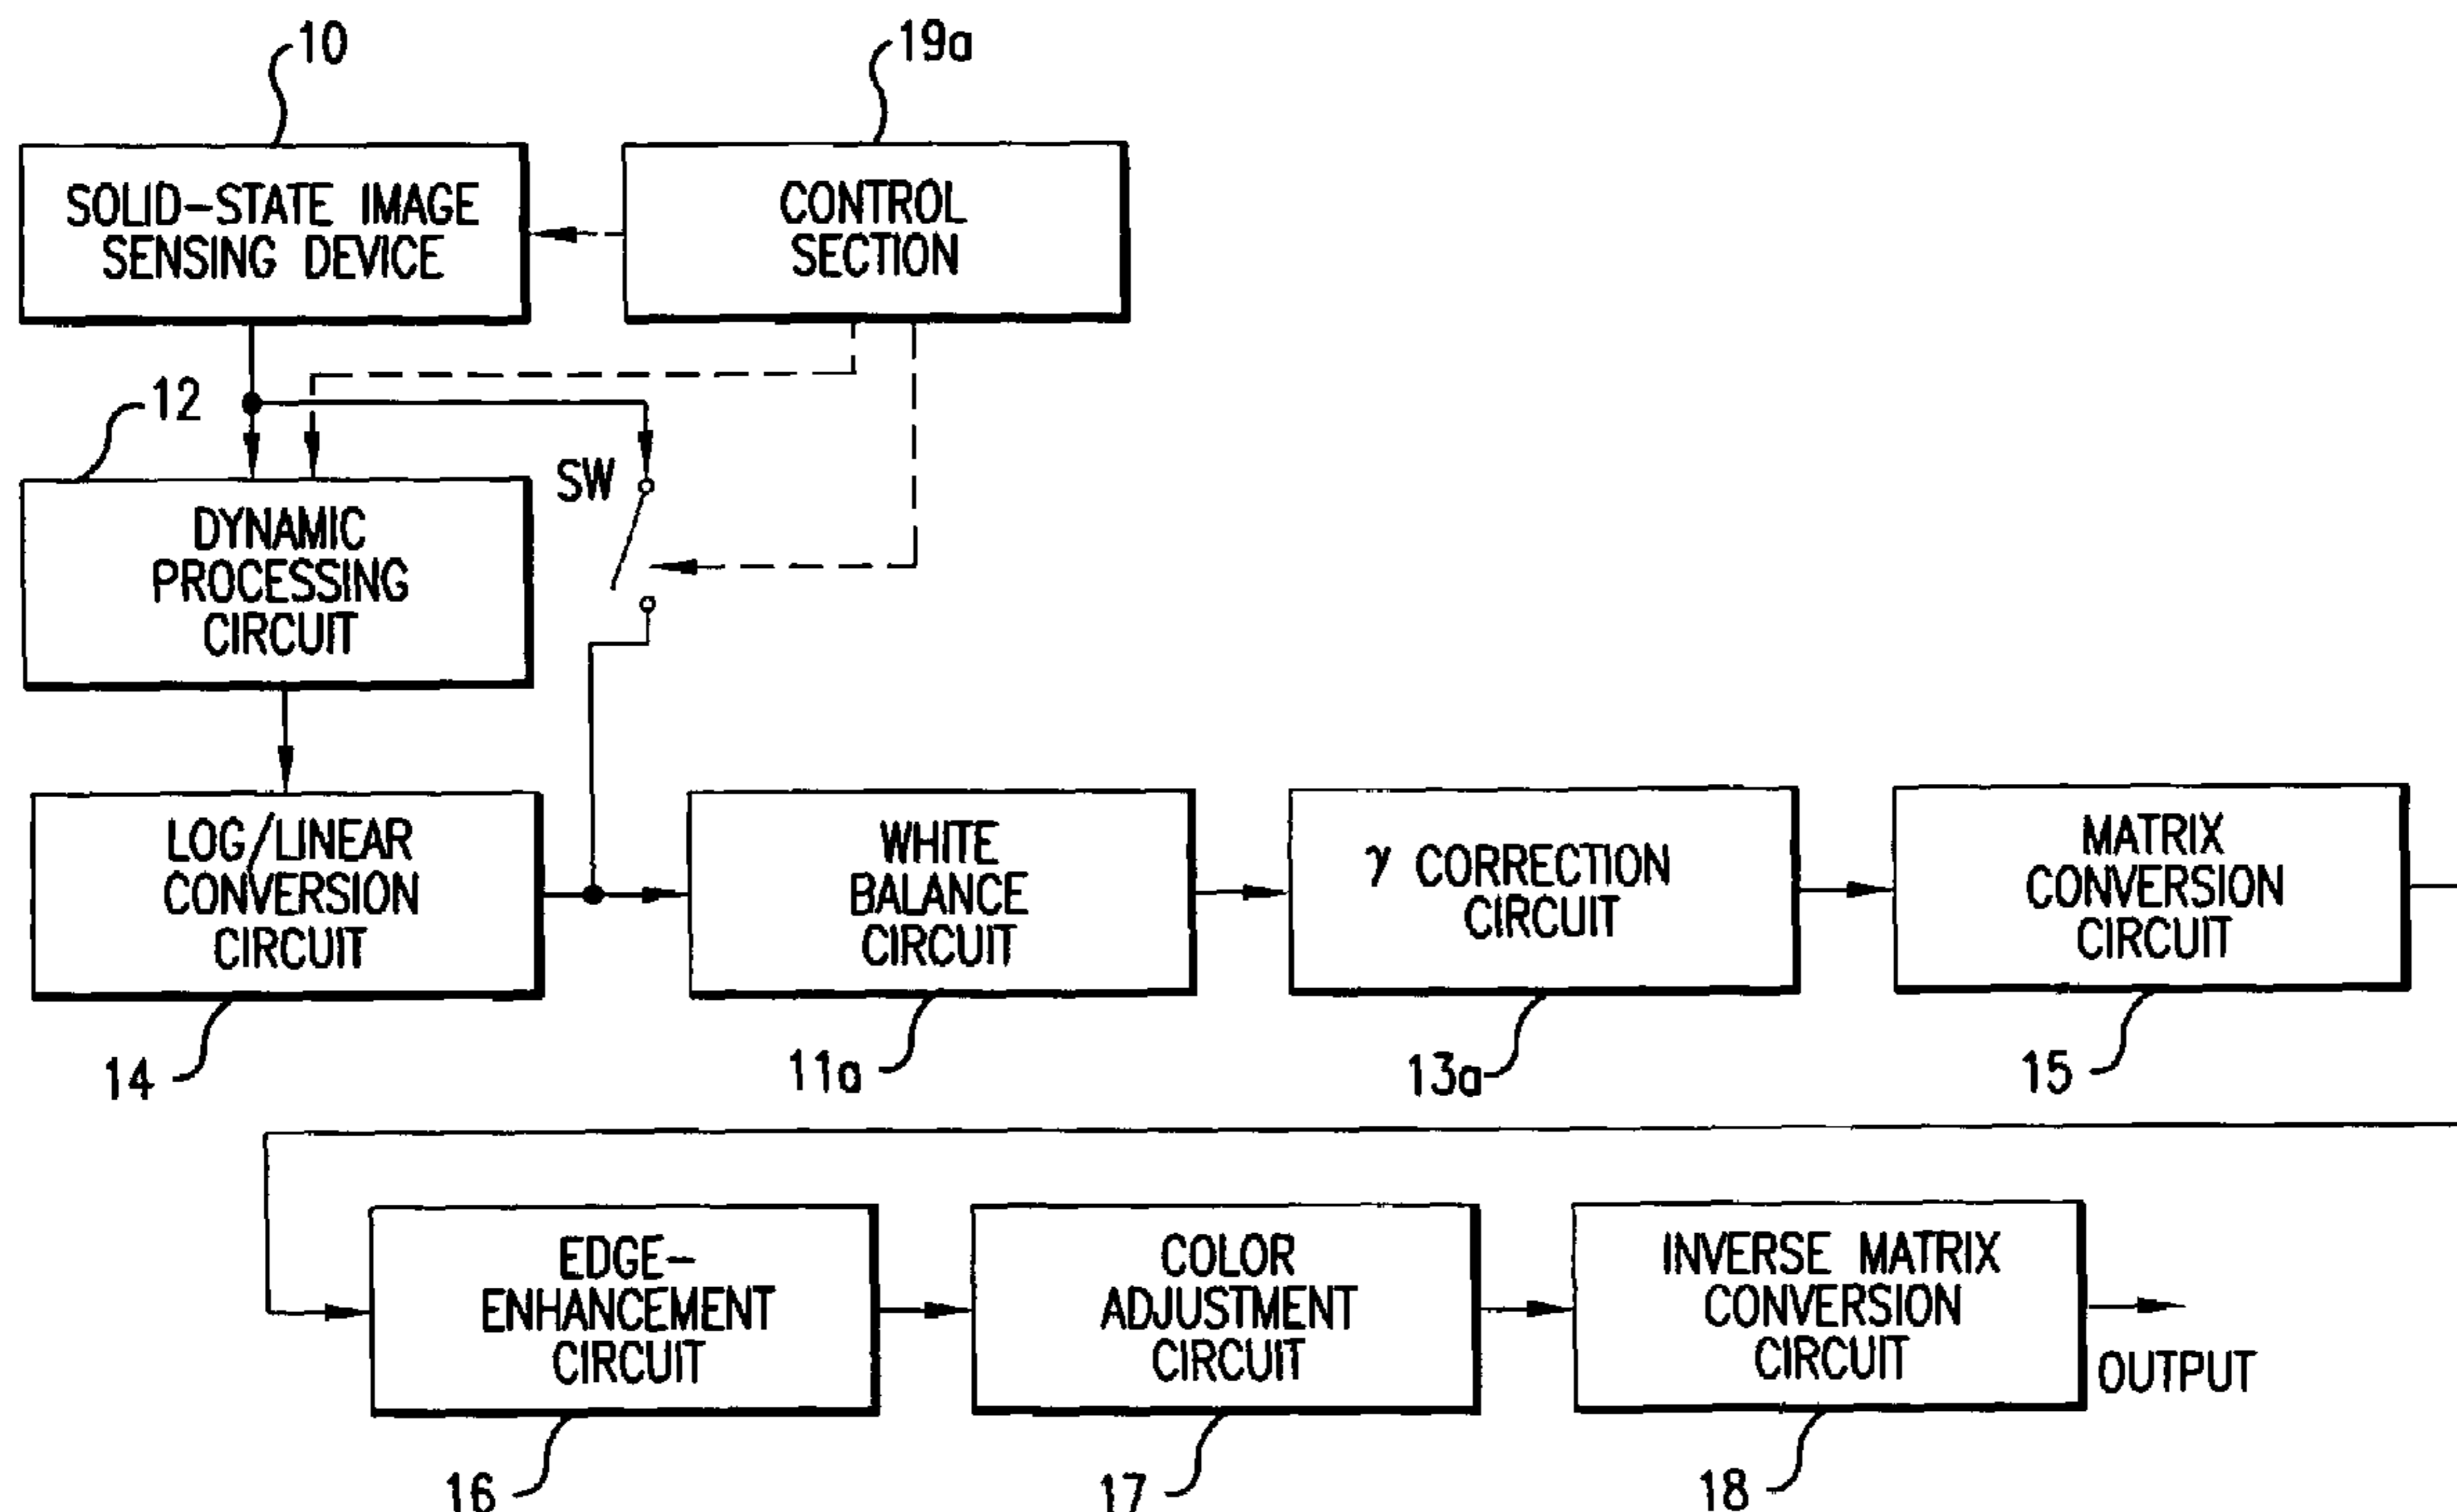 10
19a
SOLID-STATE IMAGE
SENSING DEVICE
CONTROL
SECTION
12
SW
DYNAMIC
PROCESSING
CIRCUIT
LOG/LINEAR
CONVERSION
CIRCUIT
WHITE
BALANCE
CIRCUIT
γ CORRECTION
CIRCUIT
MATRIX
CONVERSION
CIRCUIT
14
11a
13a
15
EDGE-
ENHANCEMENT
CIRCUIT
COLOR
ADJUSTMENT
CIRCUIT
INVERSE MATRIX
CONVERSION
CIRCUIT
OUTPUT
16
17
18